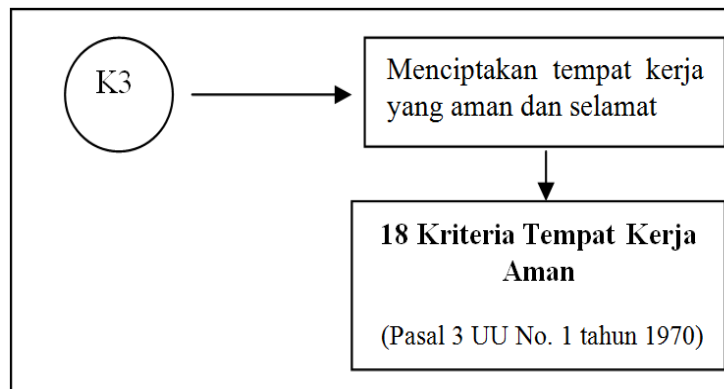 K3
Menciptakan tempat kerja
yang aman dan selamat
18 Kriteria Tempat Kerja
Aman
(Pasal 3 UU No. 1 tahun 1970)